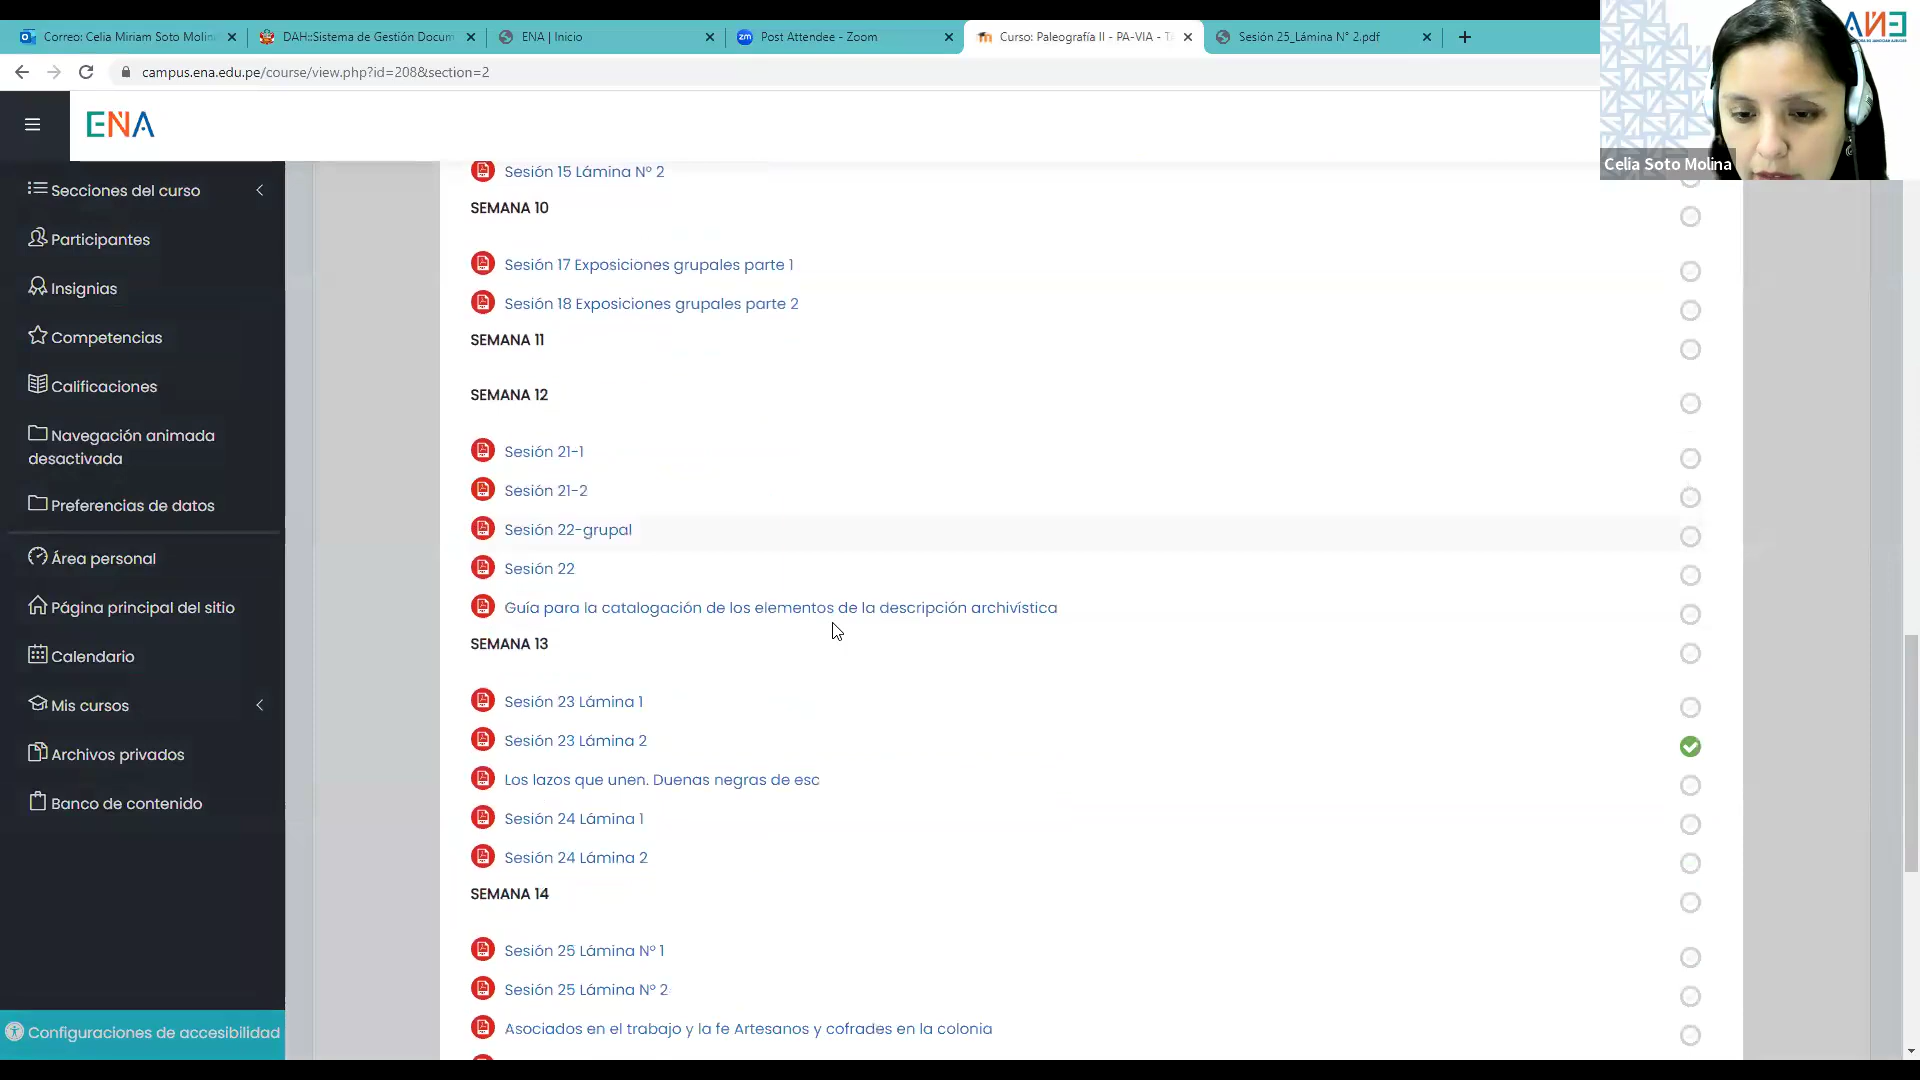 Correo: Celia Miriam Soto Molin
DAH::Sistema de Gestión Docum
ENA | Inicio
Post Attendee - Zoom
Curso: Paleografía II - PA-VIA - T
Sesión 25_Lámina N° 2.pdf
campus.ena.edu.pe/course/view.php?id=208&section=2
ENA
ENA
Celia Soto Molina
Secciones del curso
Participantes
Insignias
Competencias
Calificaciones
Navegación animada
desactivada
Preferencias de datos
Área personal
Página principal del sitio
Calendario
Mis cursos
Archivos privados
Banco de contenido
Configuraciones de accesibilidad
Sesión 15 Lámina Nº 2
SEMANA 10
Sesión 17 Exposiciones grupales parte 1
Sesión 18 Exposiciones grupales parte 2
SEMANA 11
SEMANA 12
Sesión 21-1
Sesión 21-2
Sesión 22-grupal
Sesión 22
Guía para la catalogación de los elementos de la descripción archivística
SEMANA 13
Sesión 23 Lámina 1
Sesión 23 Lámina 2
Los lazos que unen. Duenas negras de esc
Sesión 24 Lámina 1
Sesión 24 Lámina 2
SEMANA 14
Sesión 25 Lámina Nº 1
Sesión 25 Lámina Nº 2
Asociados en el trabajo y la fe Artesanos y cofrades en la colonia